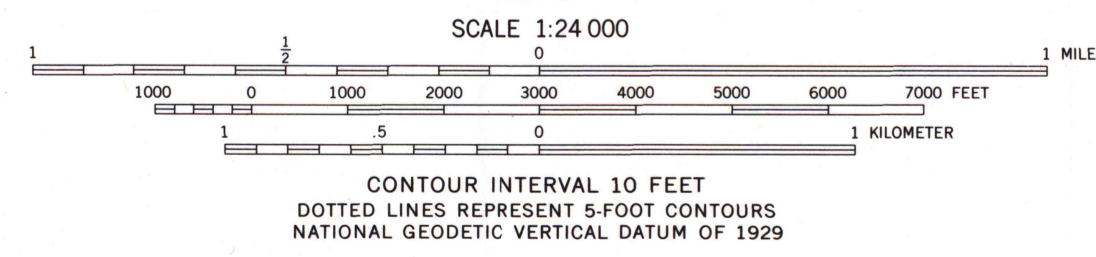 SCALE 1:24 000
1 1/2 0 1 MILE
1000 0 1000 2000 3000 4000 5000 6000 7000 FEET
1 .5 0 1 KILOMETER
CONTOUR INTERVAL 10 FEET
DOTTED LINES REPRESENT 5-FOOT CONTOURS
NATIONAL GEODETIC VERTICAL DATUM OF 1929